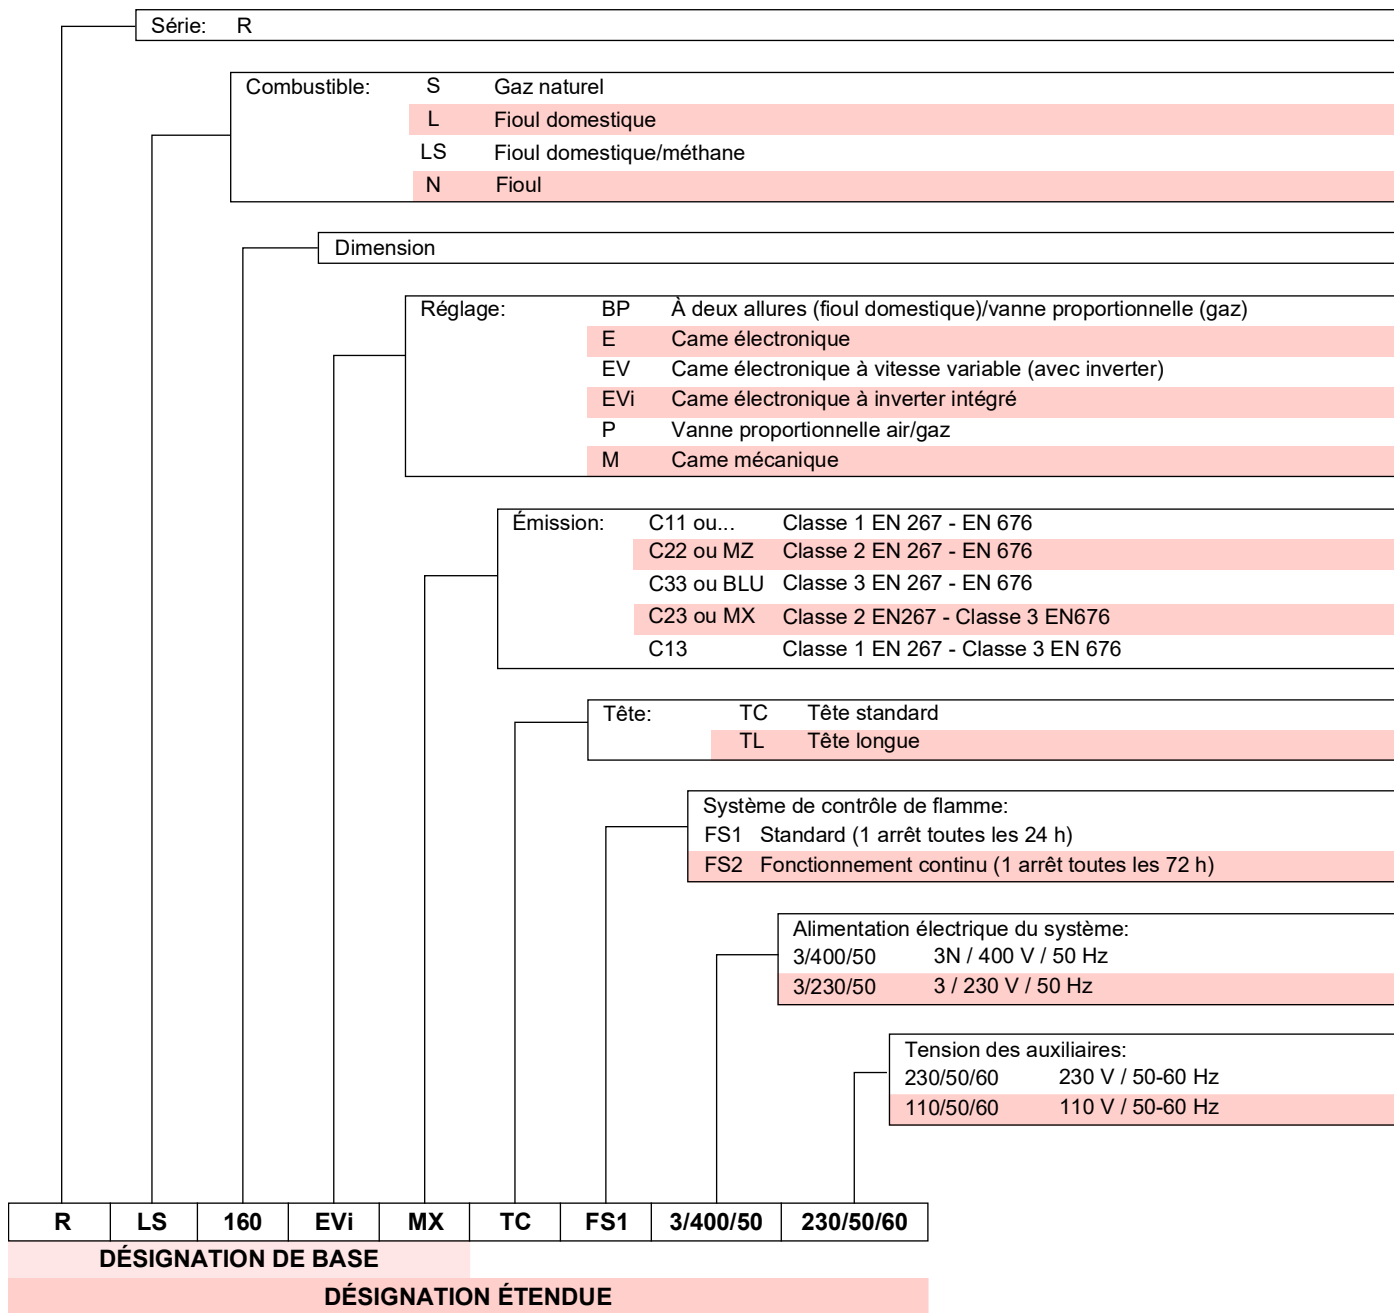 Série: R
Combustible: S Gaz naturel
L Fioul domestique
LS Fioul domestique/méthane
N Fioul
Dimension
Réglage: BP À deux allures (fioul domestique)/vanne proportionnelle (gaz)
E Came électronique
EV Came électronique à vitesse variable (avec inverter)
EVi Came électronique à inverter intégré
P Vanne proportionnelle air/gaz
M Came mécanique
Émission: C11 ou... Classe 1 EN 267 - EN 676
C22 ou MZ Classe 2 EN 267 - EN 676
C33 ou BLU Classe 3 EN 267 - EN 676
C23 ou MX Classe 2 EN267 - Classe 3 EN676
C13 Classe 1 EN 267 - Classe 3 EN 676
Tête: TC Tête standard
TL Tête longue
Système de contrôle de flamme:
FS1 Standard (1 arrêt toutes les 24 h)
FS2 Fonctionnement continu (1 arrêt toutes les 72 h)
Alimentation électrique du système:
3/400/50 3N / 400 V / 50 Hz
3/230/50 3 / 230 V / 50 Hz
Tension des auxiliaires:
230/50/60 230 V / 50-60 Hz
110/50/60 110 V / 50-60 Hz
R LS 160 EVi MX TC FS1 3/400/50 230/50/60
DÉSIGNATION DE BASE
DÉSIGNATION ÉTENDUE